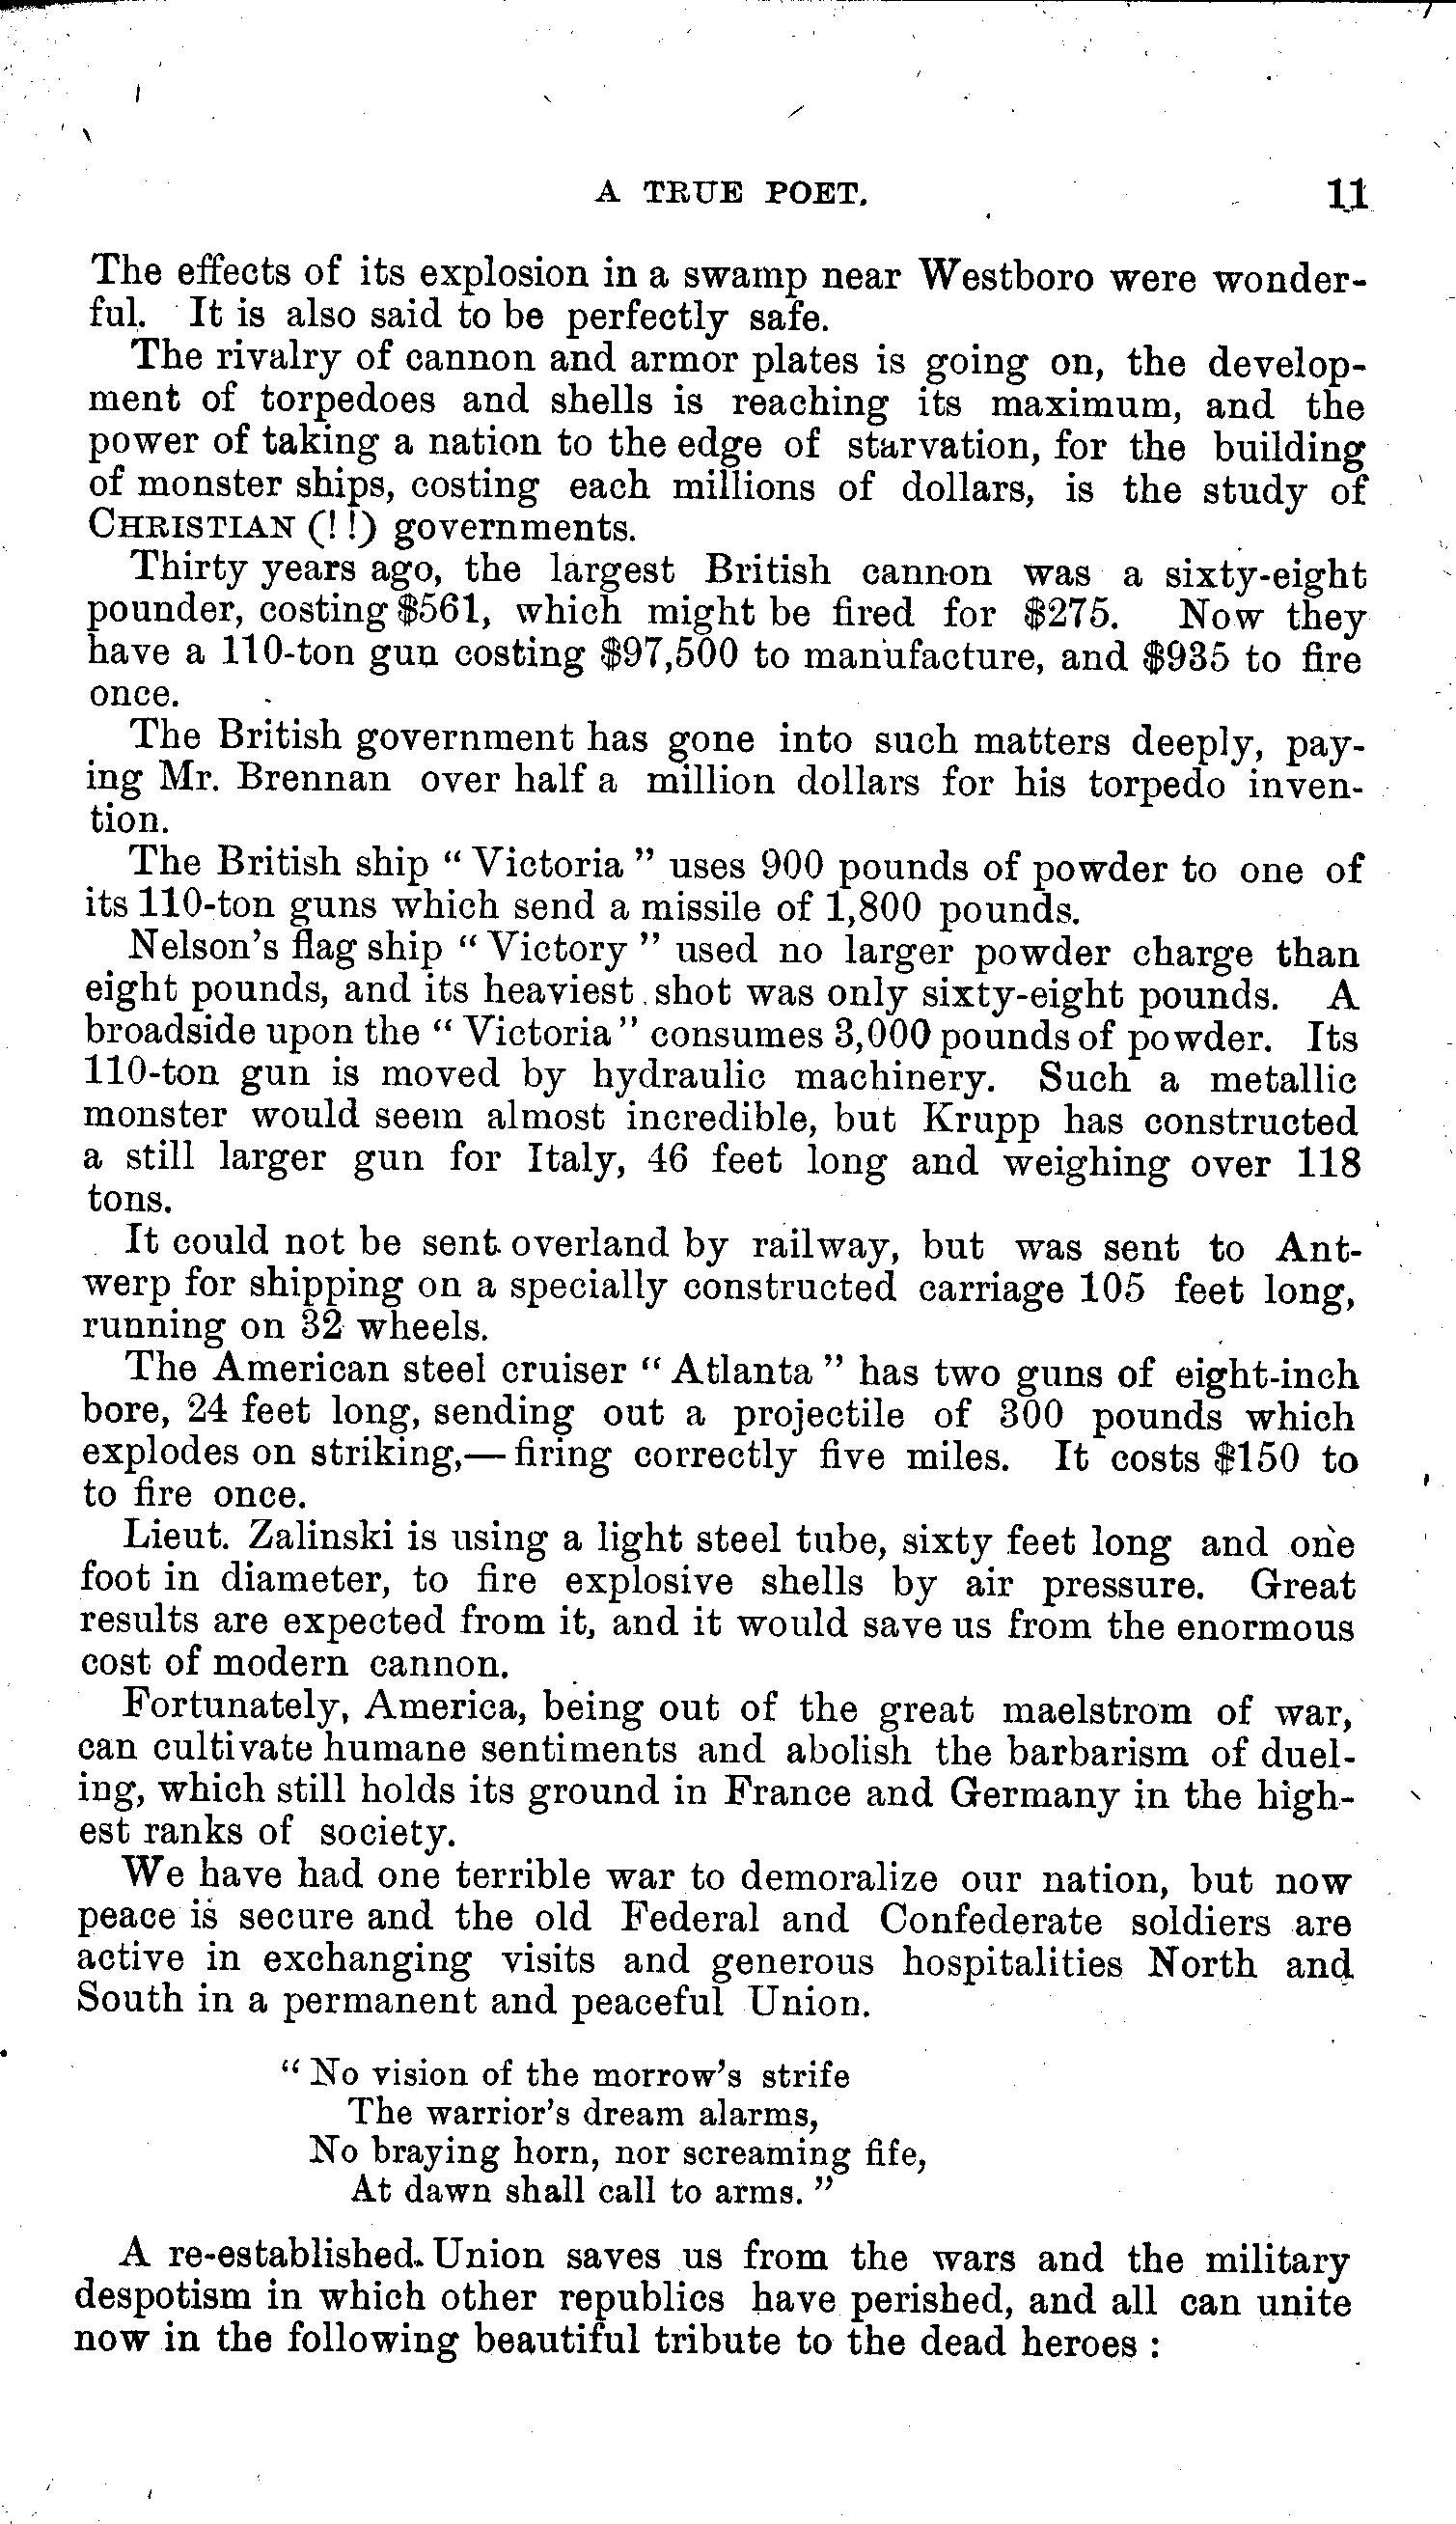 A TRUE POET. 11
The effects of its explosion in a swamp near Westboro were wonder-
ful. It is also said to be perfectly safe.
The rivalry of cannon and armor plates is going on, the develop-
ment of torpedoes and shells is reaching its maximum, and the
power of taking a nation to the edge of starvation, for the building
of monster ships, costing each millions of dollars, is the study of
CHRISTIAN (! !) governments.
Thirty years ago, the largest British cannon was a sixty-eight
pounder, costing $561, which might be fired for $275. Now they
have a 110-ton gun costing $97,500 to manufacture, and $935 to fire
once.
The British government has gone into such matters deeply, pay-
ing Mr. Brennan over half a million dollars for his torpedo inven-
tion.
The British ship “ Victoria ” uses 900 pounds of powder to one of
its 110-ton guns which send a missile of 1,800 pounds.
Nelson's flag ship “ Victory ” used no larger powder charge than
eight pounds, and its heaviest shot was only sixty-eight pounds. A
broadside upon the “ Victoria” consumes 3,000 pounds of powder. Its
110-ton gun is moved by hydraulic machinery. Such a metallic
monster would seem almost incredible, but Krupp has constructed
a still larger gun for Italy, 46 feet long and weighing over 118
tons.
It could not be sent overland by railway, but was sent to Ant-
werp for shipping on a specially constructed carriage 105 feet long,
running on 32 wheels.
The American steel cruiser “ Atlanta ” has two guns of eight-inch
bore, 24 feet long, sending out a projectile of 300 pounds which
explodes on striking,— firing correctly five miles. It costs $150 to
to fire once.
Lieut. Zalinski is using a light steel tube, sixty feet long and one
foot in diameter, to fire explosive shells by air pressure. Great
results are expected from it, and it would save us from the enormous
cost of modern cannon.
Fortunately, America, being out of the great maelstrom of war,
can cultivate humane sentiments and abolish the barbarism of duel-
ing, which still holds its ground in France and Germany in the high-
est ranks of society.
We have had one terrible war to demoralize our nation, but now
peace is secure and the old Federal and Confederate soldiers are
active in exchanging visits and generous hospitalities North and
South in a permanent and peaceful Union.
“ No vision of the morrow's strife
The warrior's dream alarms,
No braying horn, nor screaming fife,
At dawn shall call to arms. ”
A re-established. Union saves us from the wars and the military
despotism in which other republics have perished, and all can unite
now in the following beautiful tribute to the dead heroes :